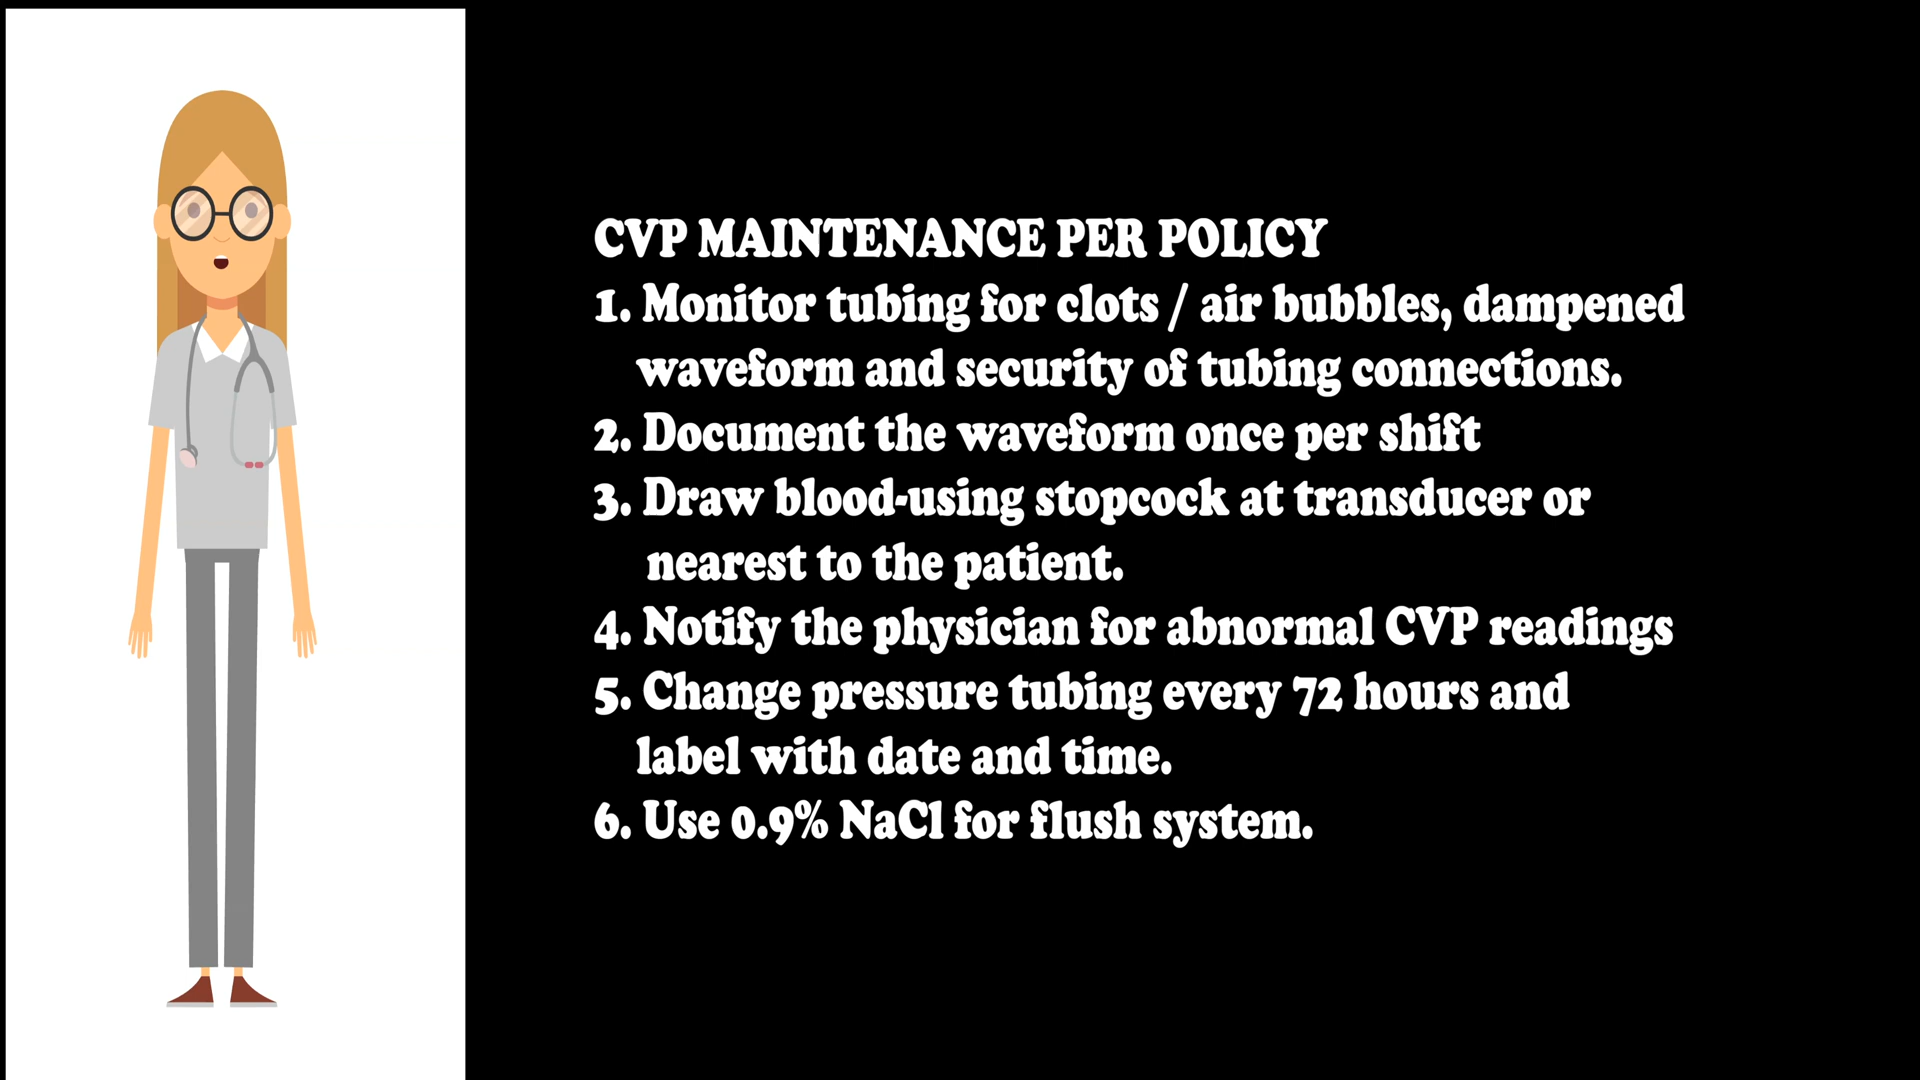 CVP MAINTENANCE PER POLICY
1. Monitor tubing for clots / air bubbles, dampened
waveform and security of tubing connections.
2. Document the waveform once per shift
3. Draw blood-using stopcock at transducer or
nearest to the patient.
4. Notify the physician for abnormal CVP readings
5. Change pressure tubing every 72 hours and
label with date and time.
6. Use 0.9% NaCl for flush system.